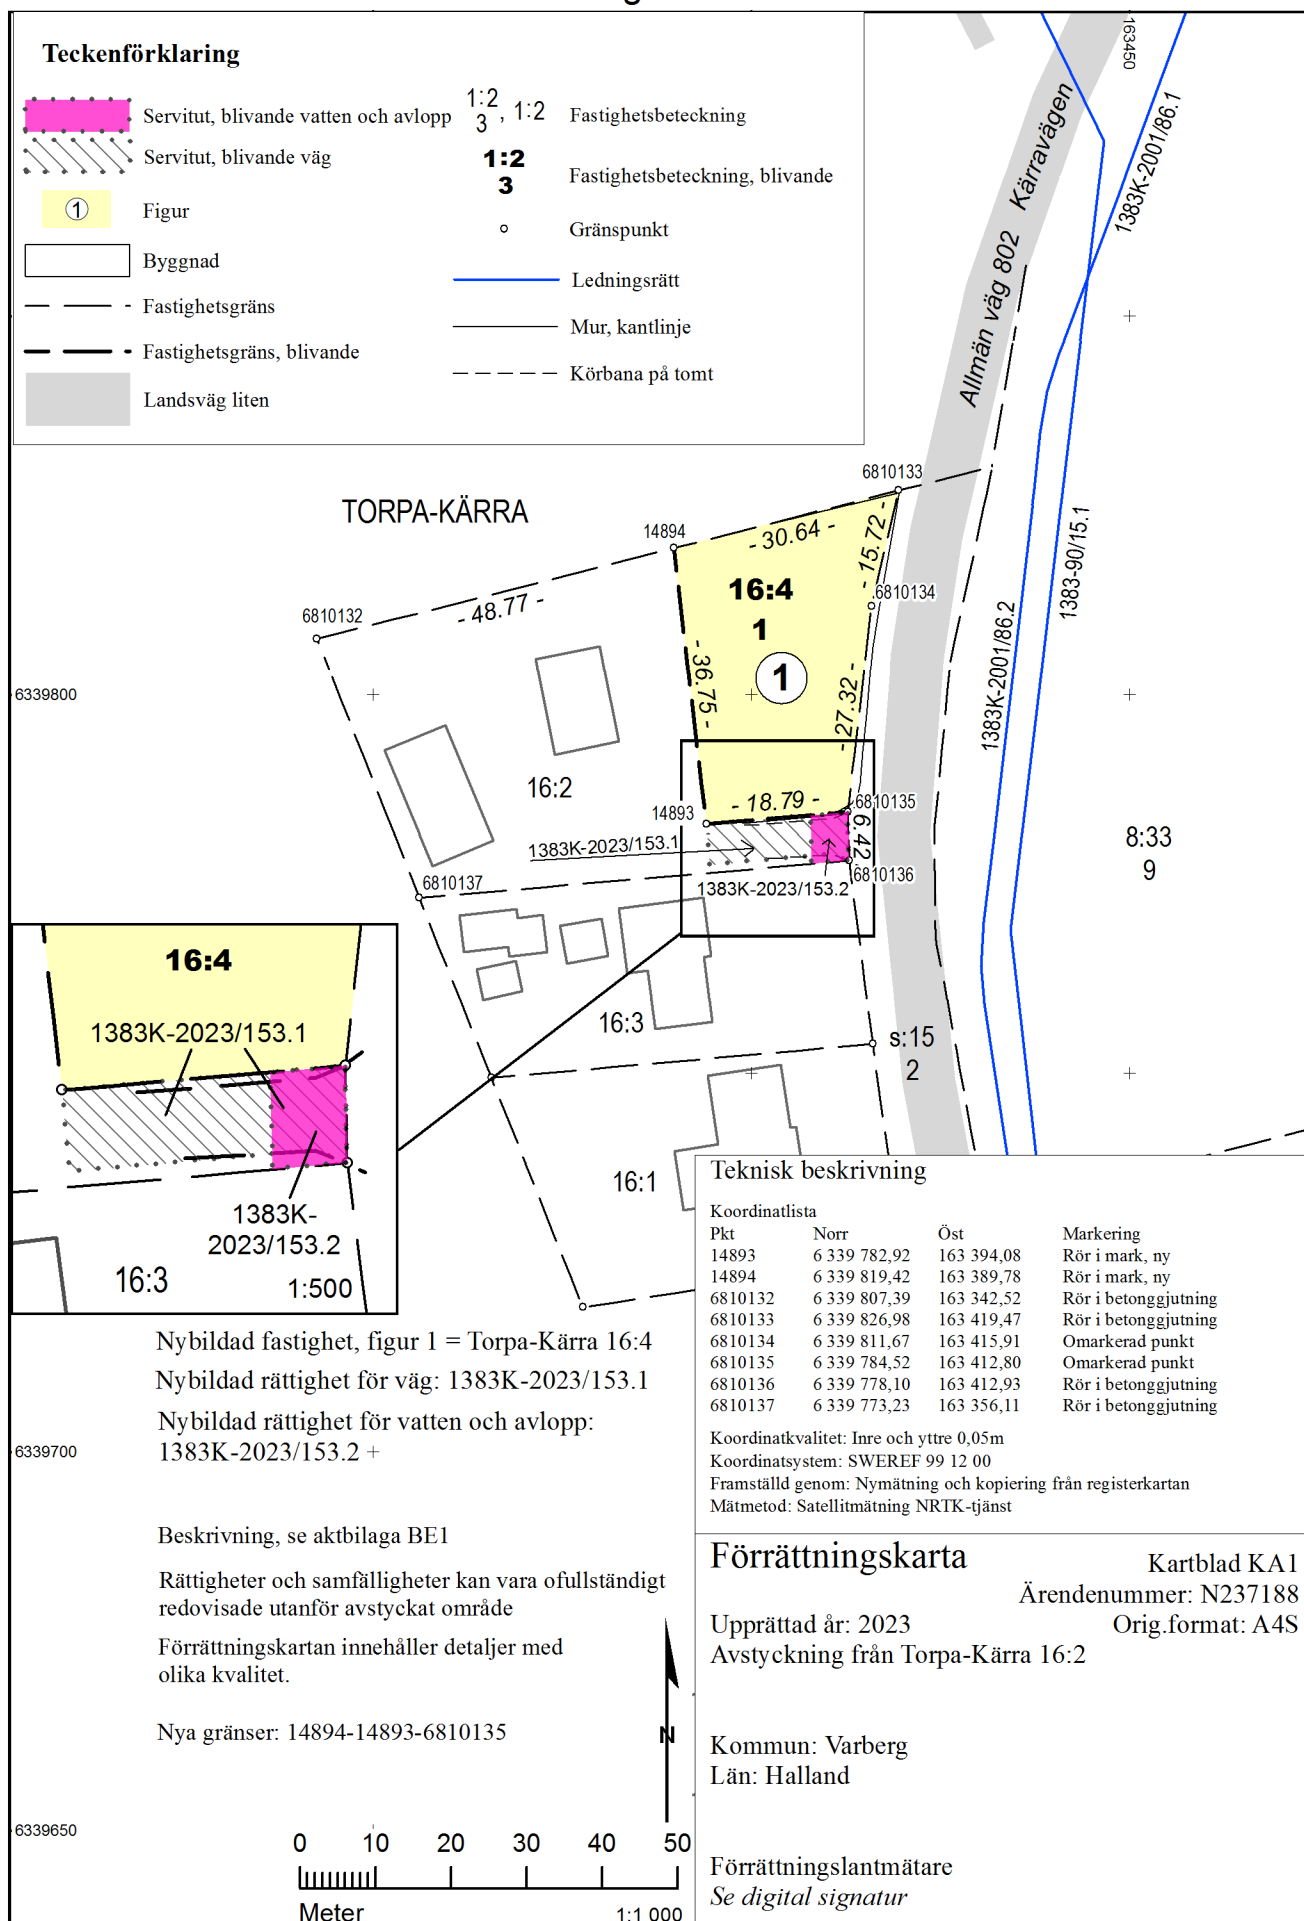 Teckenförklaring
Servitut, blivande vatten och avlopp
Servitut, blivande väg
1 Figur
Byggnad
Fastighetsgräns
Fastighetsgräns, blivande
Landsväg liten
1:2
3 , 1:2 Fastighetsbeteckning
1:2
3 Fastighetsbeteckning, blivande
Gränspunkt
Ledningsrätt
Mur, kantlinje
Körbana på tomt
163450
Allmän väg 802 Kärravägen
1383K-2001/86.1
1383-90/15.1
1383K-2001/86.2
TORPA-KÄRRA
6810133
14894
- 30.64 -
- 15.72 -
6810134
6810132
- 48.77 -
16:4
1
1
- 36.75 -
- 27.32 -
6339800
16:2
14893
- 18.79 -
6810135
6.42
1383K-2023/153.1
6810136
1383K-2023/153.2
6810137
8:33
9
16:3
s:15
2
16:1
16:4
1383K-2023/153.1
1383K-
2023/153.2
16:3
1:500
Nybildad fastighet, figur 1 = Torpa-Kärra 16:4
Nybildad rättighet för väg: 1383K-2023/153.1
Nybildad rättighet för vatten och avlopp:
1383K-2023/153.2
6339700
Beskrivning, se aktbilaga BE1
Rättigheter och samfälligheter kan vara ofullständigt
redovisade utanför avstyckat område
Förrättningskartan innehåller detaljer med
olika kvalitet.
Nya gränser: 14894-14893-6810135
N
6339650
0 10 20 30 40 50
Meter 1:1 000
Teknisk beskrivning
Koordinatlista
Pkt Norr Öst Markering
14893 6 339 782,92 163 394,08 Rör i mark, ny
14894 6 339 819,42 163 389,78 Rör i mark, ny
6810132 6 339 807,39 163 342,52 Rör i betonggjutning
6810133 6 339 826,98 163 419,47 Rör i betonggjutning
6810134 6 339 811,67 163 415,91 Omarkerad punkt
6810135 6 339 784,52 163 412,80 Omarkerad punkt
6810136 6 339 778,10 163 412,93 Rör i betonggjutning
6810137 6 339 773,23 163 356,11 Rör i betonggjutning
Koordinatkvalitet: Inre och yttre 0,05m
Koordinatsystem: SWEREF 99 12 00
Framställd genom: Nymätning och kopiering från registerkartan
Mätmetod: Satellitmätning NRTK-tjänst
Förrättningskarta
Kartblad KA1
Ärendenummer: N237188
Upprättad år: 2023 Orig.format: A4S
Avstyckning från Torpa-Kärra 16:2
Kommun: Varberg
Län: Halland
Förrättningslantmätare
Se digital signatur